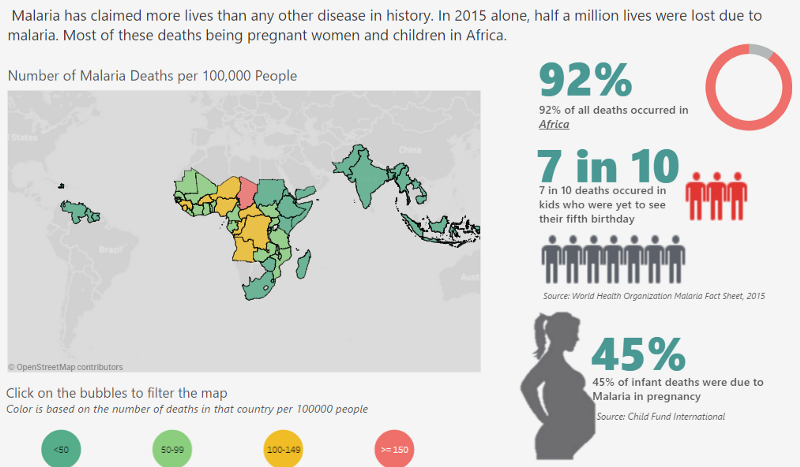 Malaria has claimed more lives than any other disease in history. In 2015 alone, half a million lives were lost due to
malaria. Most of these deaths being pregnant women and children in Africa.
Number of Malaria Deaths per 100,000 People
States
China
Brazil
Aust
© OpenStreetMap contributors
Click on the bubbles to filter the map
Color is based on the number of deaths in that country per 100000 people
<50
50-99
100-149
>=150
92%
92% of all deaths occurred in
Africa
7 in 10
7 in 10 deaths occured in
kids who were yet to see
their fifth birthday
Source: World Health Organization Malaria Fact Sheet, 2015
45%
45% of infant deaths were due to
Malaria in pregnancy
Source: Child Fund International